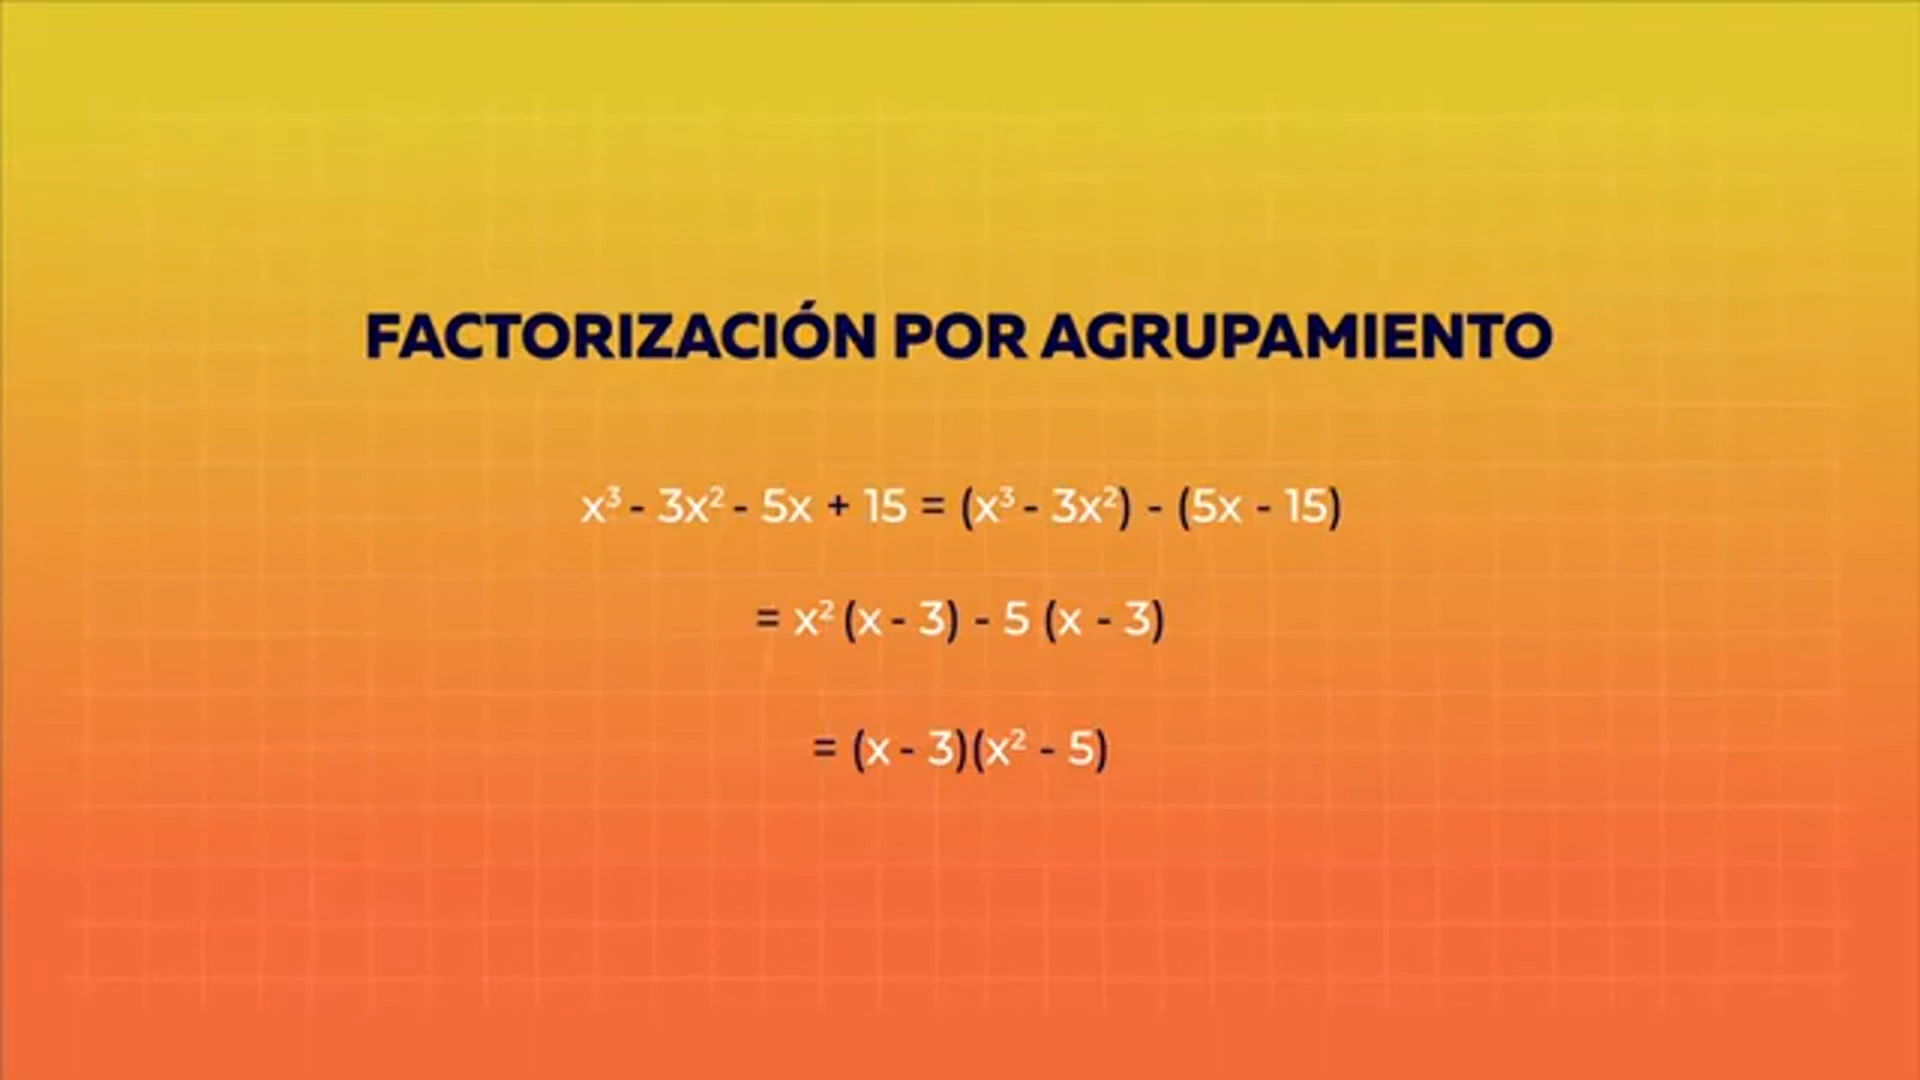 FACTORIZACIÓN POR AGRUPAMIENTO
x³ - 3x² - 5x + 15 = (x³ - 3x²) - (5x - 15)
= x² (x - 3) - 5 (x - 3)
= (x - 3)(x² - 5)